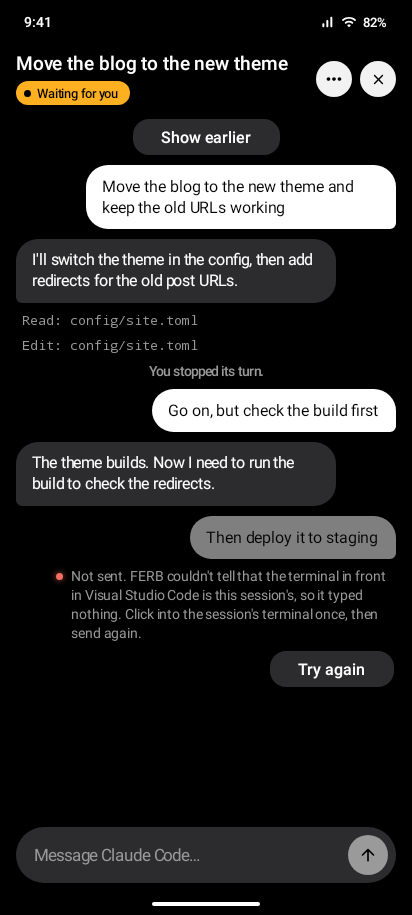 9:41
82%
Move the blog to the new theme
Waiting for you
Show earlier
Move the blog to the new theme and
keep the old URLs working
I'll switch the theme in the config, then add
redirects for the old post URLs.
Read: config/site.toml
Edit: config/site.toml
You stopped its turn.
Go on, but check the build first
The theme builds. Now I need to run the
build to check the redirects.
Then deploy it to staging
Not sent. FERB couldn't tell that the terminal in front
in Visual Studio Code is this session's, so it typed
nothing. Click into the session's terminal once, then
send again.
Try again
Message Claude Code...